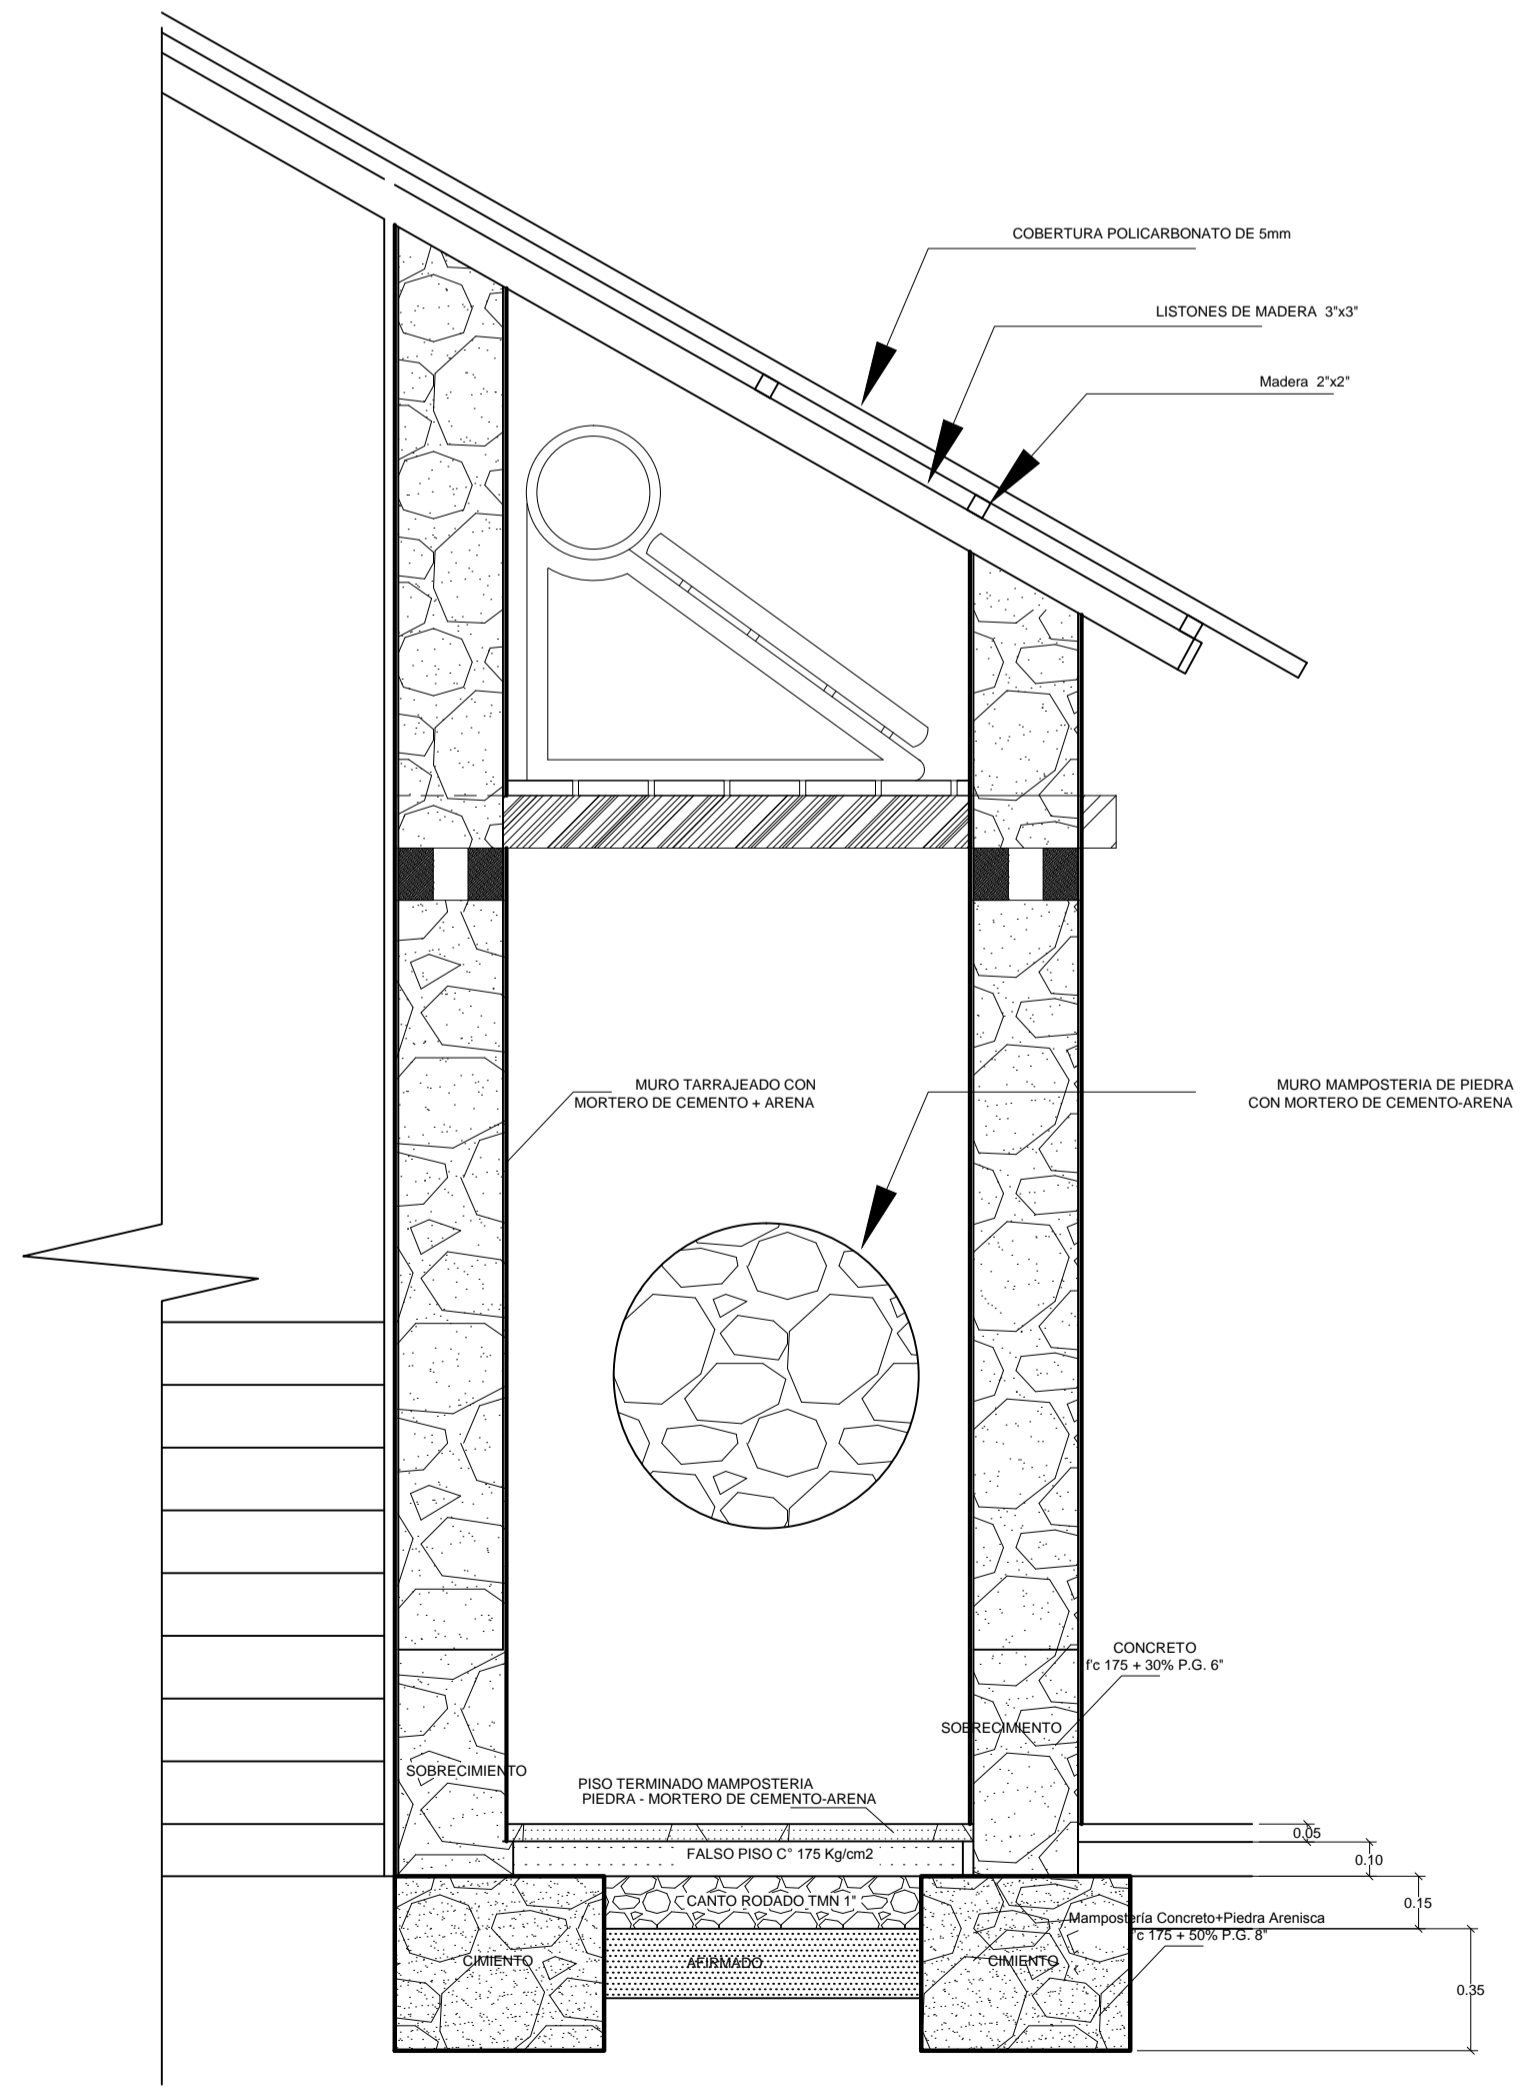 COBERTURA POLICARBONATO DE 5mm
LISTONES DE MADERA 3"x3"
Madera 2"x2"
MURO TARRAJEADO CON
MORTERO DE CEMENTO + ARENA
MURO MAMPOSTERIA DE PIEDRA
CON MORTERO DE CEMENTO-ARENA
CONCRETO
f'c 175 + 30% P.G. 6"
SOBRECIMIENTO
SOBRECIMIENTO
PISO TERMINADO MAMPOSTERIA
PIEDRA - MORTERO DE CEMENTO-ARENA
0.05
FALSO PISO C° 175 Kg/cm2
0.10
CANTO RODADO TMN 1"
0.15
Mampostería Concreto+Piedra Arenisca
f'c 175 + 50% P.G. 8"
CIMIENTO
AFIRMADO
CIMIENTO
0.35